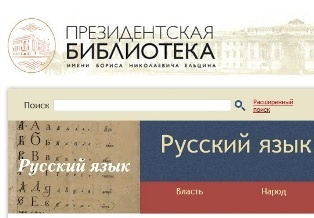 ПРЕЗИДЕНТСКАЯ
БИБЛИОТЕКА
ИМЕНИ БОРИСА НИКОЛАЕВИЧА ЕЛЬЦИНА
Поиск
Расширенный
поиск
Русский язык
Русский язык
Власть
Народ